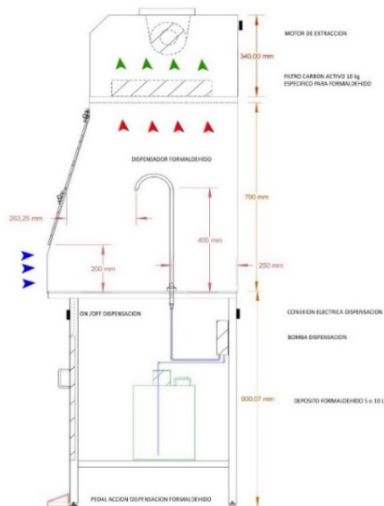 MOTOR DE EXTRACCION
340,00 mm
FILTRO CARBON ACTIVO 10 kg
ESPECIFICO PARA FORMALDEHIDO
DISPENSADOR FORMALDEHIDO
750 mm
263,25 mm
400 mm
200 mm
250 mm
ON /OFF DISPENSACION
CONEXION ELECTRICA DISPENSACION
BOMBA DISPENSACION
900,07 mm
DEPOSITO FORMALDEHIDO 5 o 10 L
PEDAL ACCION DISPENSACION FORMALDEHIDO